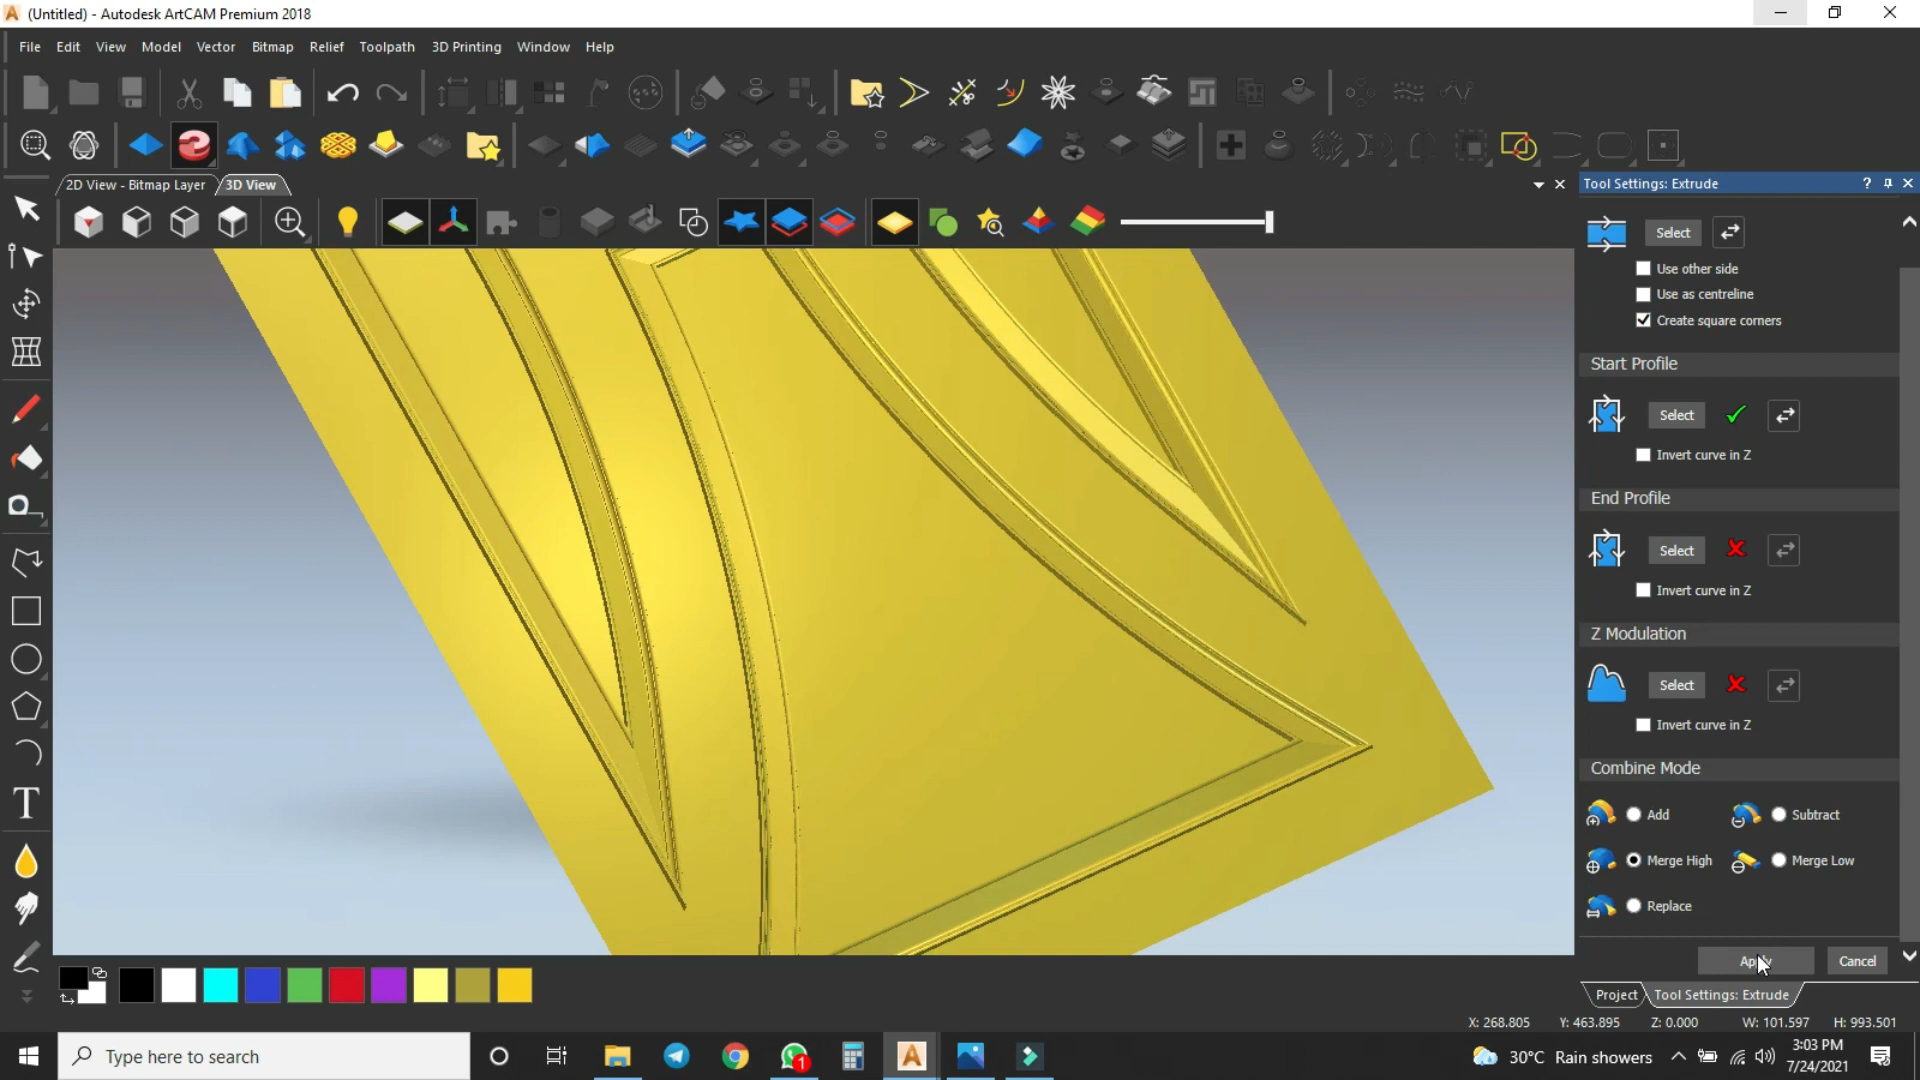 (Untitled) - Autodesk ArtCAM Premium 2018
File Edit View Model Vector Bitmap Relief Toolpath 3D Printing Window Help
2D View - Bitmap Layer 3D View
Tool Settings: Extrude
Select
Use other side
Use as centreline
Create square corners
Start Profile
Select
Invert curve in Z
End Profile
Select
Invert curve in Z
Z Modulation
Select
Invert curve in Z
Combine Mode
Add Subtract
Merge High Merge Low
Replace
Apply Cancel
Project Tool Settings: Extrude
X: 268.805 Y: 463.895 Z: 0.000 W: 101.597 H: 993.501
Type here to search
1
30°C Rain showers
3:03 PM
7/24/2021